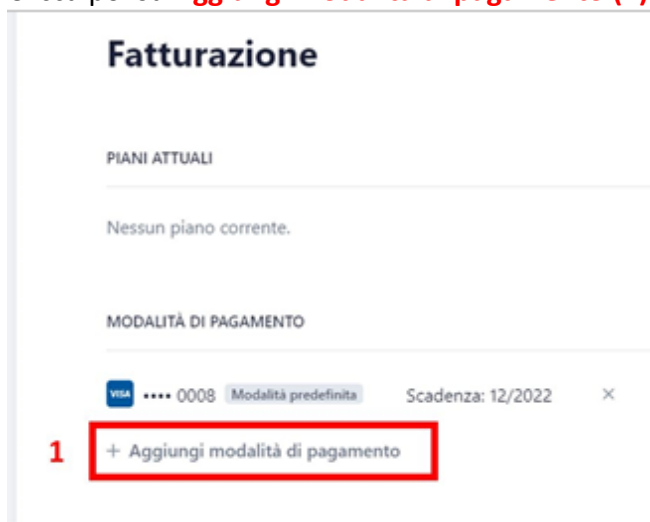 Fatturazione
PIANI ATTUALI
Nessun piano corrente.
MODALITÀ DI PAGAMENTO
VISA •••• 0008 Modalità predefinita Scadenza: 12/2022 ×
1 + Aggiungi modalità di pagamento